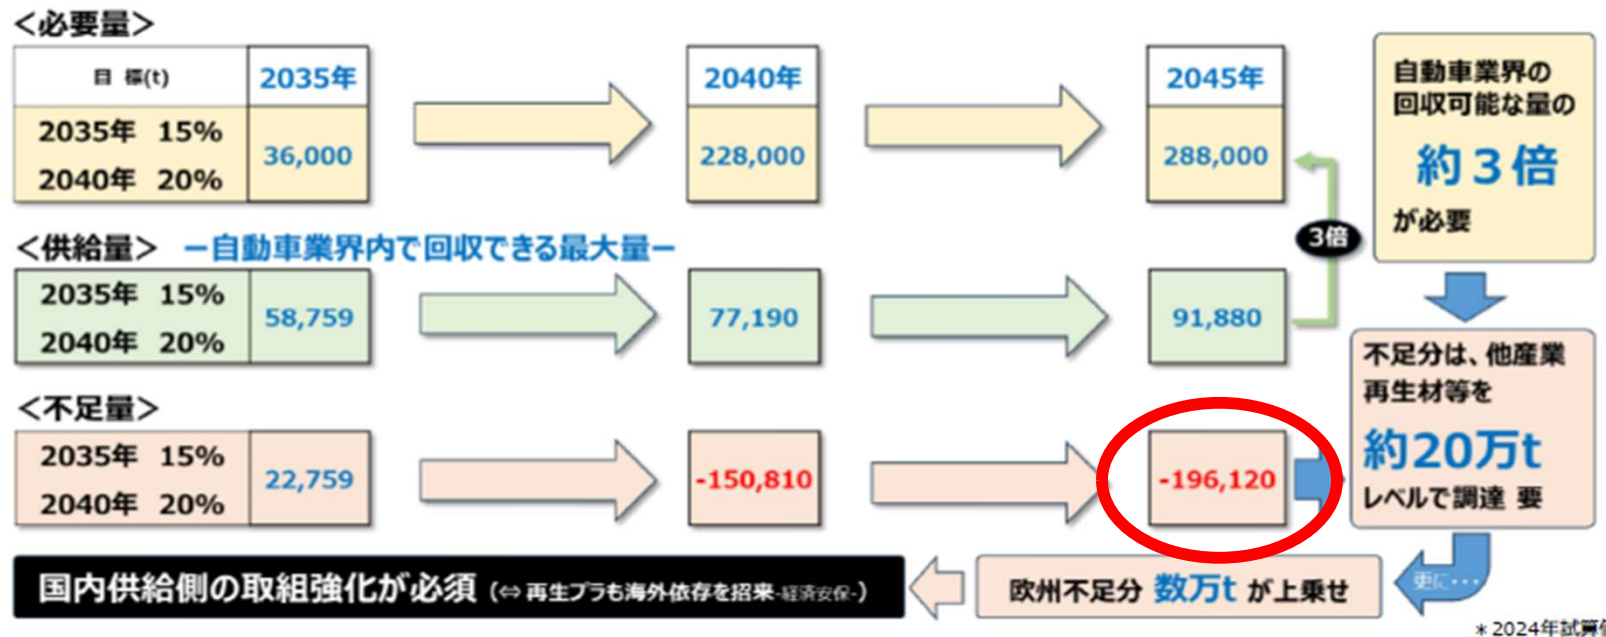 ＜必要量＞
目 標(t) 2035年 2040年 2045年
2035年 15%
2040年 20%
36,000 228,000 288,000
自動車業界の
回収可能な量の
約３倍
が必要
＜供給量＞ ー自動車業界内で回収できる最大量ー
2035年 15%
2040年 20%
58,759 77,190 91,880
3倍
＜不足量＞
2035年 15%
2040年 20%
22,759 -150,810 -196,120
不足分は、他産業
再生材等を
約20万t
レベルで調達 要
更に・・・
欧州不足分 数万t が上乗せ
国内供給側の取組強化が必須（⇔ 再生プラも海外依存を招来-経済安保-）
＊2024年試算